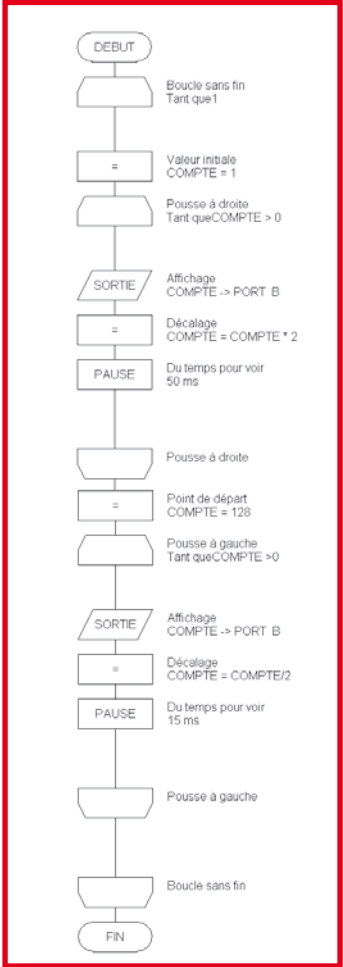 DEBUT
Boucle sans fin
Tant que1
=
Valeur initiale
COMPTE = 1
Pousse à droite
Tant queCOMPTE > 0
SORTIE
Affichage
COMPTE -> PORT B
=
Décalage
COMPTE = COMPTE * 2
PAUSE
Du temps pour voir
50 ms
Pousse à droite
=
Point de départ
COMPTE = 128
Pousse à gauche
Tant queCOMPTE >0
SORTIE
Affichage
COMPTE -> PORT B
=
Décalage
COMPTE = COMPTE/2
PAUSE
Du temps pour voir
15 ms
Pousse à gauche
Boucle sans fin
FIN